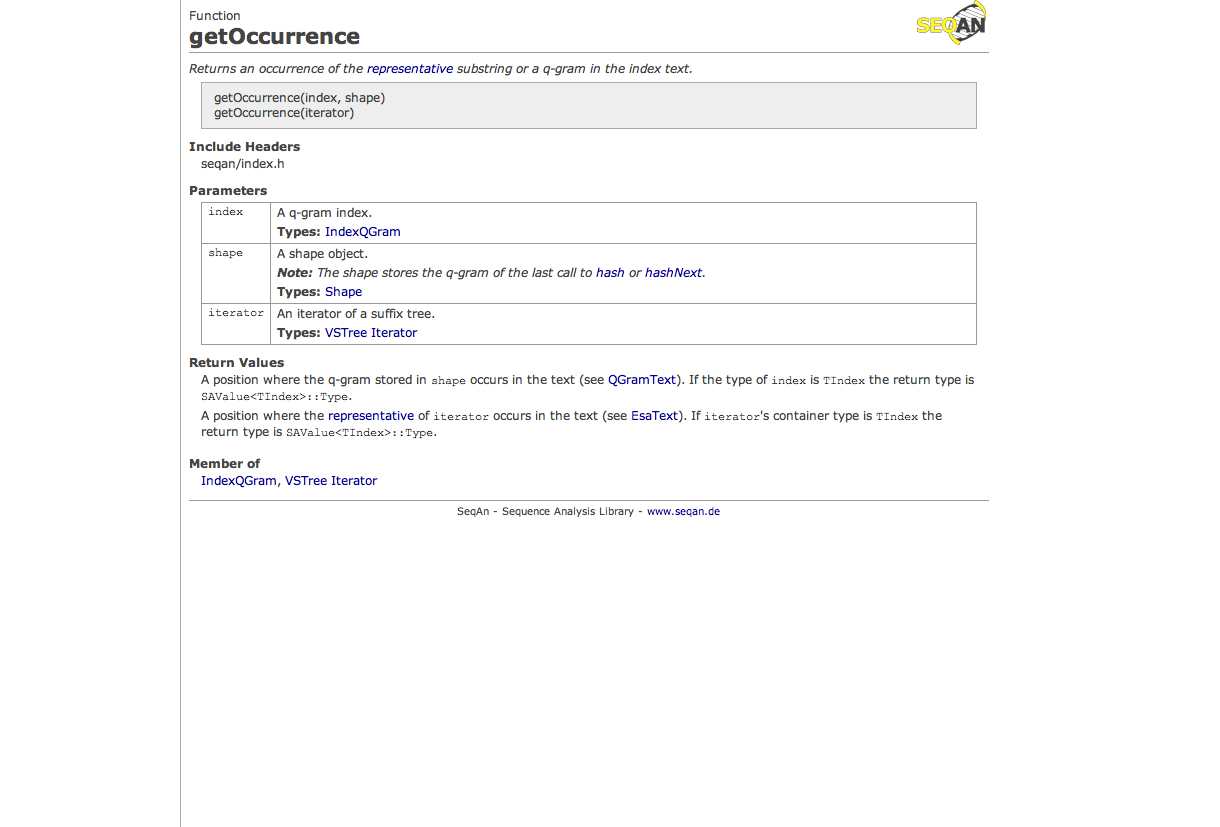 Function
SEQAN
getOccurrence
Returns an occurrence of the representative substring or a q-gram in the index text.
getOccurrence(index, shape)
getOccurrence(iterator)
Include Headers
seqan/index.h
Parameters
index A q-gram index.
Types: IndexQGram
shape A shape object.
Note: The shape stores the q-gram of the last call to hash or hashNext.
Types: Shape
iterator An iterator of a suffix tree.
Types: VSTree Iterator
Return Values
A position where the q-gram stored in shape occurs in the text (see QGramText). If the type of index is TIndex the return type is
SAValue<TIndex>::Type.
A position where the representative of iterator occurs in the text (see EsaText). If iterator's container type is TIndex the
return type is SAValue<TIndex>::Type.
Member of
IndexQGram, VSTree Iterator
SeqAn - Sequence Analysis Library - www.seqan.de